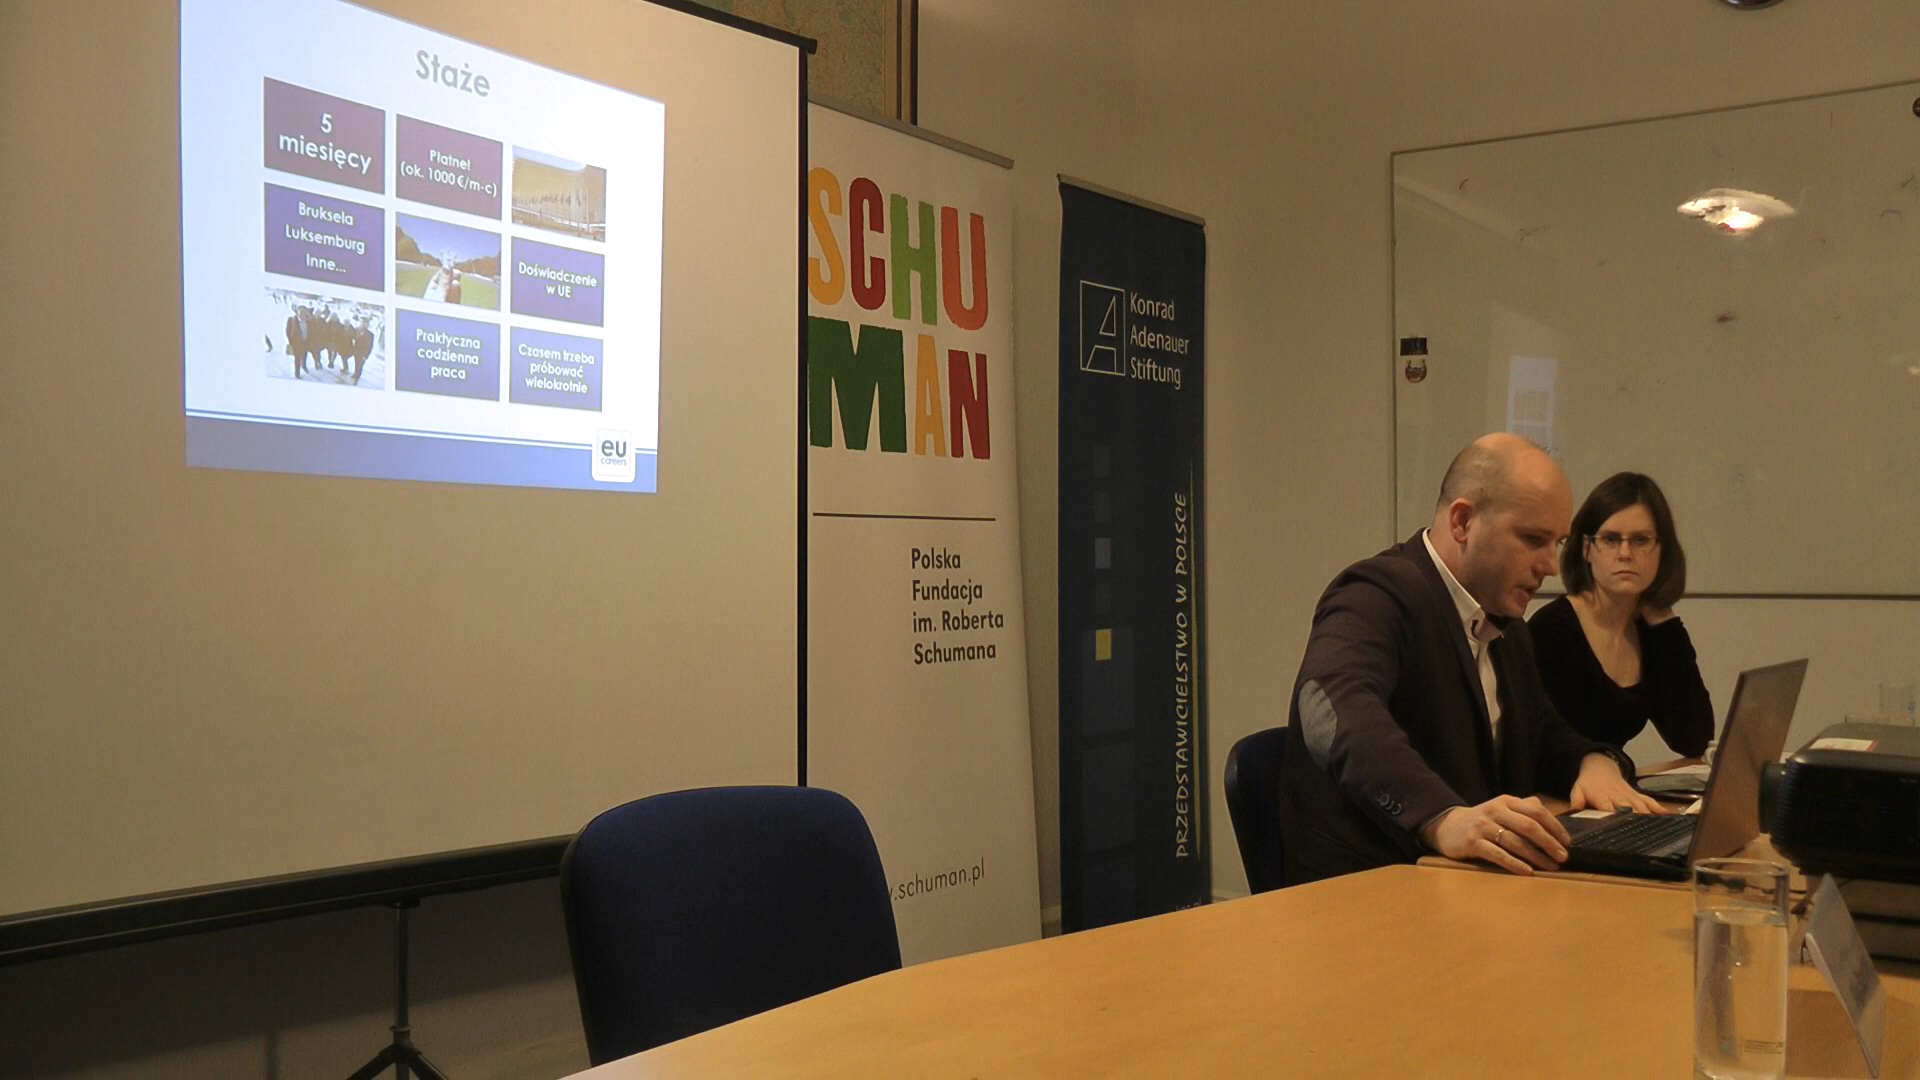 Staże
5
miesięcy
Płatne!
(ok. 1000 €/m-c)
Bruksela
Luksemburg
Inne...
Doświadczenie
w UE
Praktyczna
codzienna
praca
Czasem trzeba
próbować
wielokrotnie
eu
careers
SCHU
MAN
Polska
Fundacja
im. Roberta
Schumana
.schuman.pl
Konrad
Adenauer
Stiftung
PRZEDSTAWICIELSTWO W POLSCE